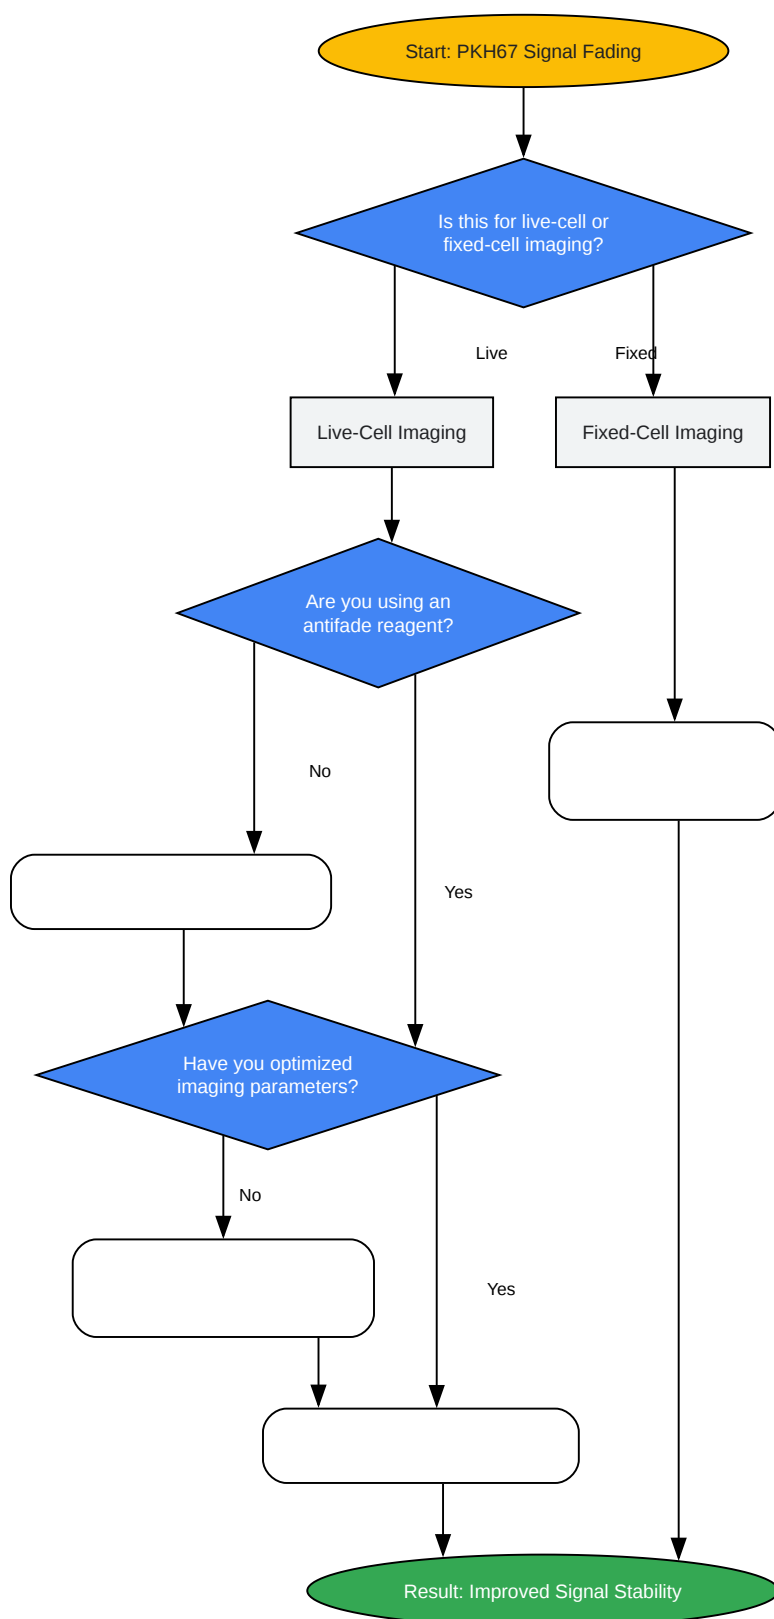 Start: PKH67 Signal Fading
Is this for live-cell or
fixed-cell imaging?
Live
Fixed
Live-Cell Imaging
Fixed-Cell Imaging
Are you using an
antifade reagent?
No
Yes
Have you optimized
imaging parameters?
No
Yes
Result: Improved Signal Stability